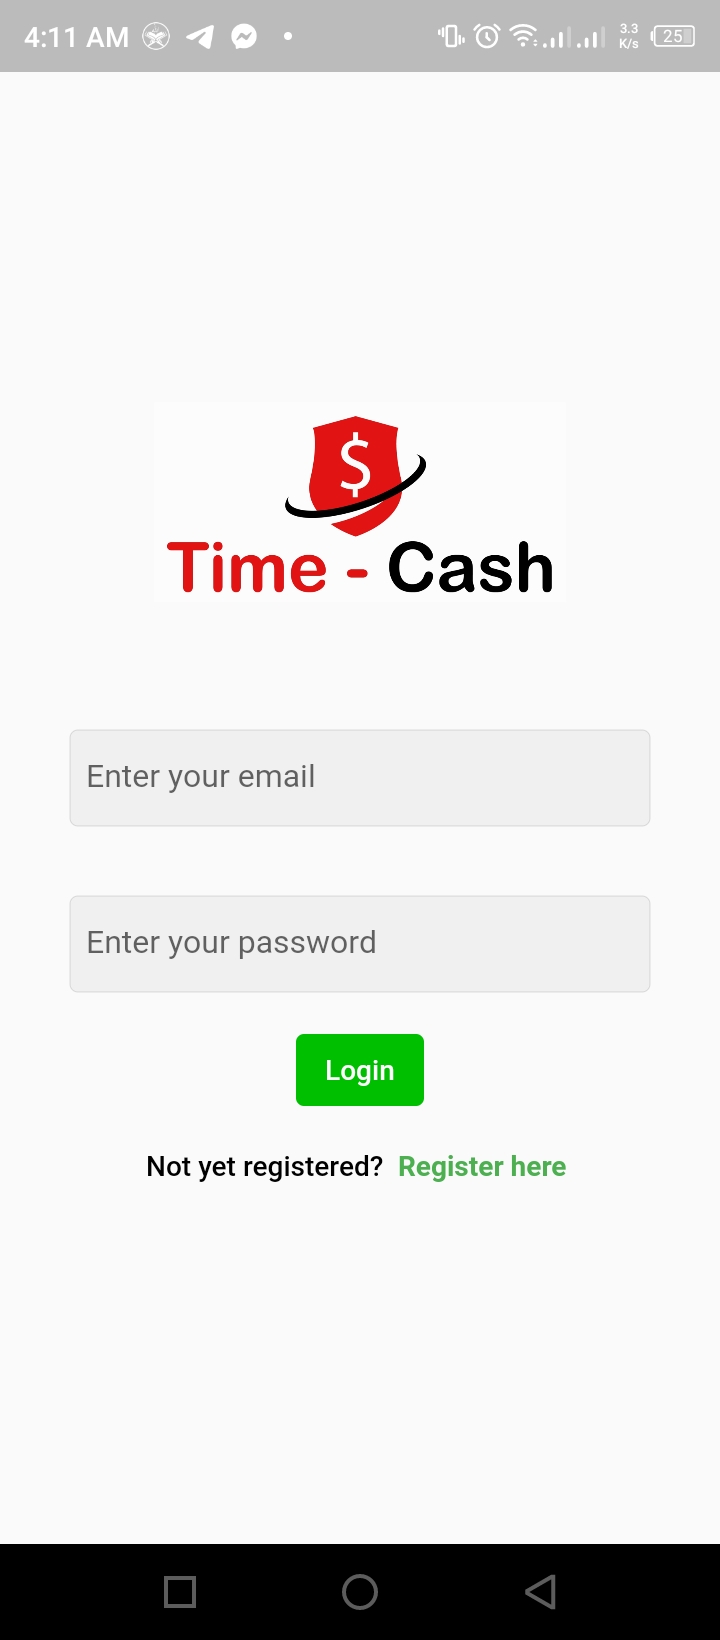 4:11 AM
3.3
K/s
25
$
Time - Cash
Enter your email
Enter your password
Login
Not yet registered? Register here